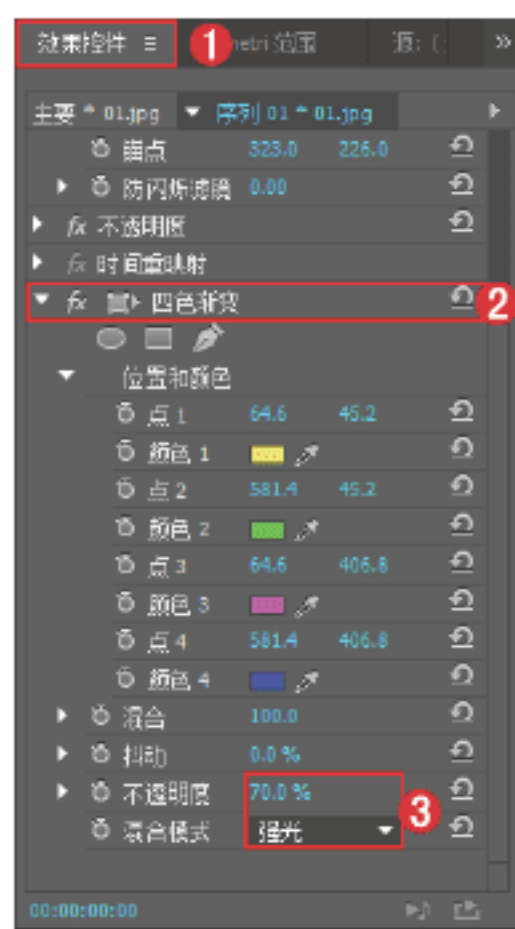 效果控件 1 metri 范围 源: (
主要 * 01.jpg 序列 01 * 01.jpg
锚点 323.0 226.0
防闪烁滤镜 0.00
fx 不透明度
fx 时间重映射
fx 四色渐变 2
位置和颜色
点 1 64.6 45.2
颜色 1
点 2 581.4 45.2
颜色 2
点 3 64.6 406.8
颜色 3
点 4 581.4 406.8
颜色 4
混合 100.0
抖动 0.0 %
不透明度 70.0 % 3
混合模式 强光
00:00:00:00